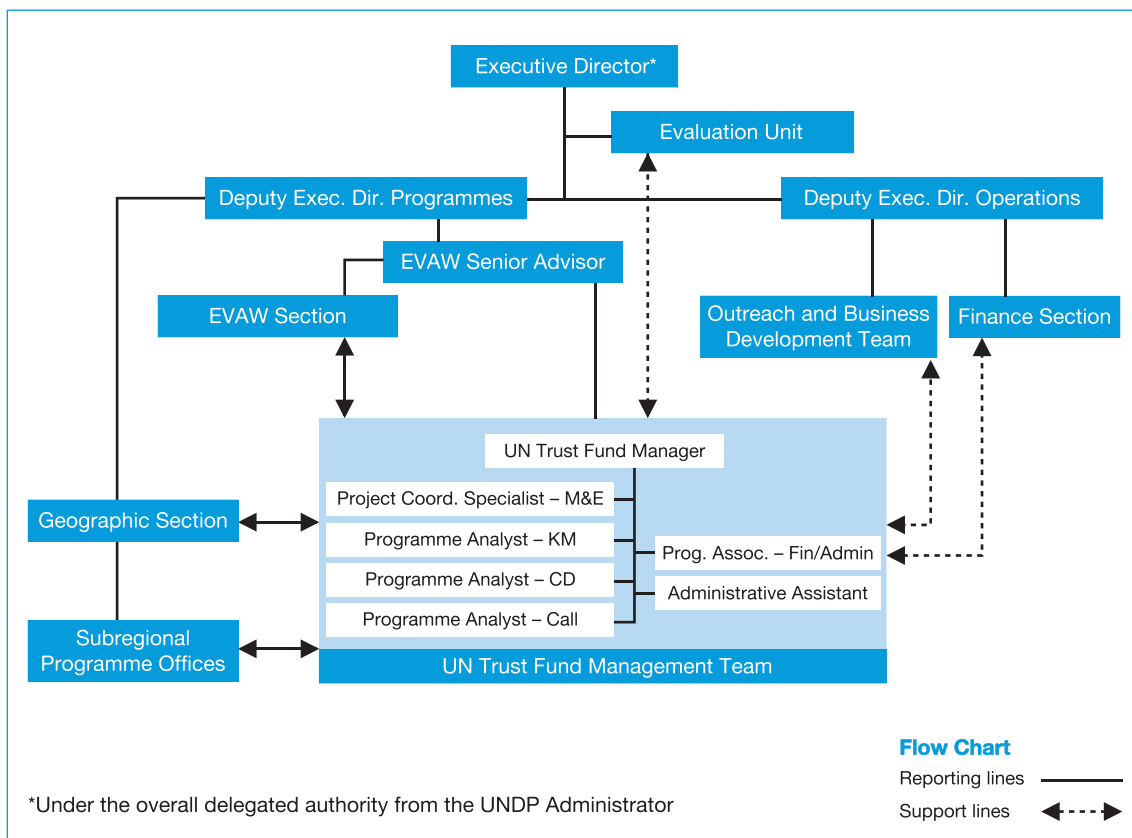 Executive Director*
Evaluation Unit
Deputy Exec. Dir. Programmes
Deputy Exec. Dir. Operations
EVAW Senior Advisor
EVAW Section
Outreach and Business
Development Team
Finance Section
UN Trust Fund Manager
Project Coord. Specialist – M&E
Geographic Section
Programme Analyst – KM
Prog. Assoc. – Fin/Admin
Programme Analyst – CD
Administrative Assistant
Programme Analyst – Call
Subregional
Programme Offices
UN Trust Fund Management Team
Flow Chart
Reporting lines
Support lines
*Under the overall delegated authority from the UNDP Administrator